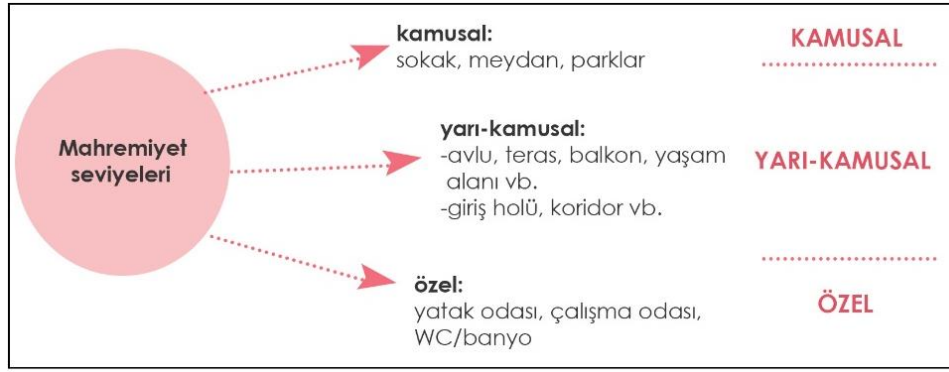 Mahremiyet
seviyeleri
kamusal:
sokak, meydan, parklar
yarı-kamusal:
-avlu, teras, balkon, yaşam
alanı vb.
-giriş holü, koridor vb.
özel:
yatak odası, çalışma odası,
WC/banyo
KAMUSAL
YARI-KAMUSAL
ÖZEL